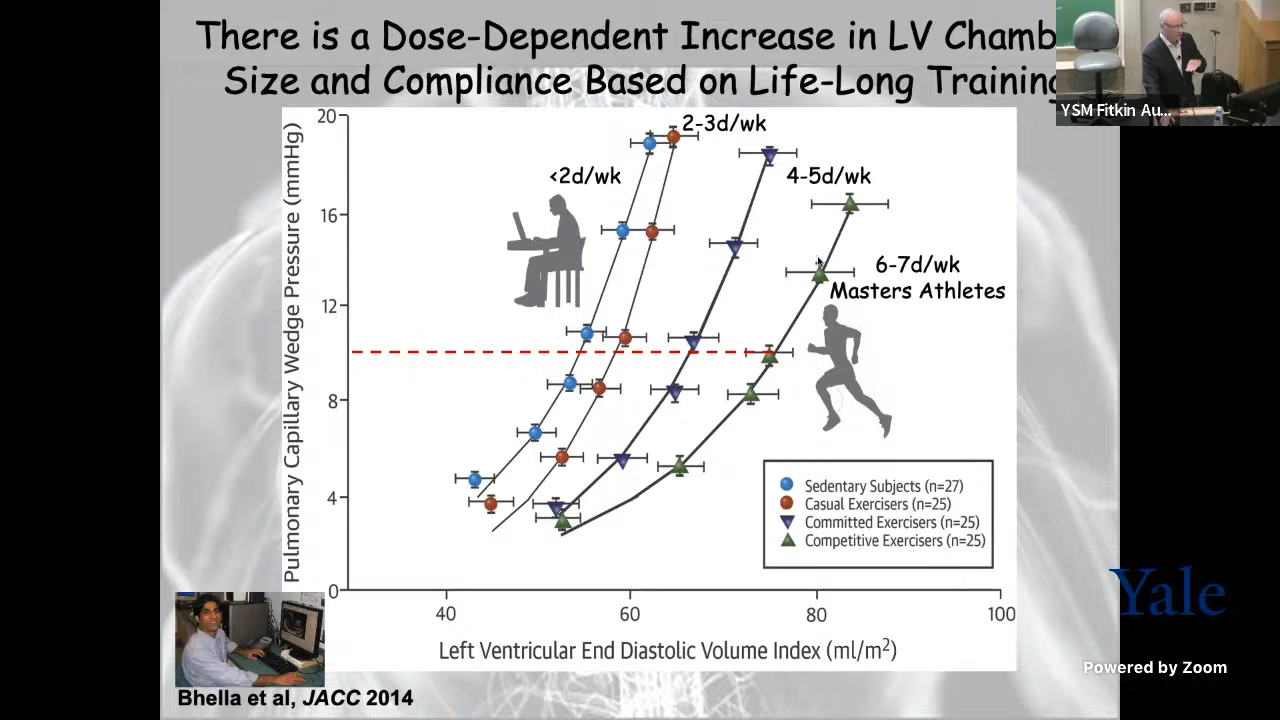 There is a Dose-Dependent Increase in LV Chamb
Size and Compliance Based on Life-Long Training
YSM Fitkin Au...
Pulmonary Capillary Wedge Pressure (mmHg)
20
16
12
8
4
0
<2d/wk
2-3d/wk
4-5d/wk
6-7d/wk
Masters Athletes
Sedentary Subjects (n=27)
Casual Exercisers (n=25)
Committed Exercisers (n=25)
Competitive Exercisers (n=25)
40
60
80
100
Left Ventricular End Diastolic Volume Index (ml/m²)
Bhella et al, JACC 2014
Yale
Powered by Zoom